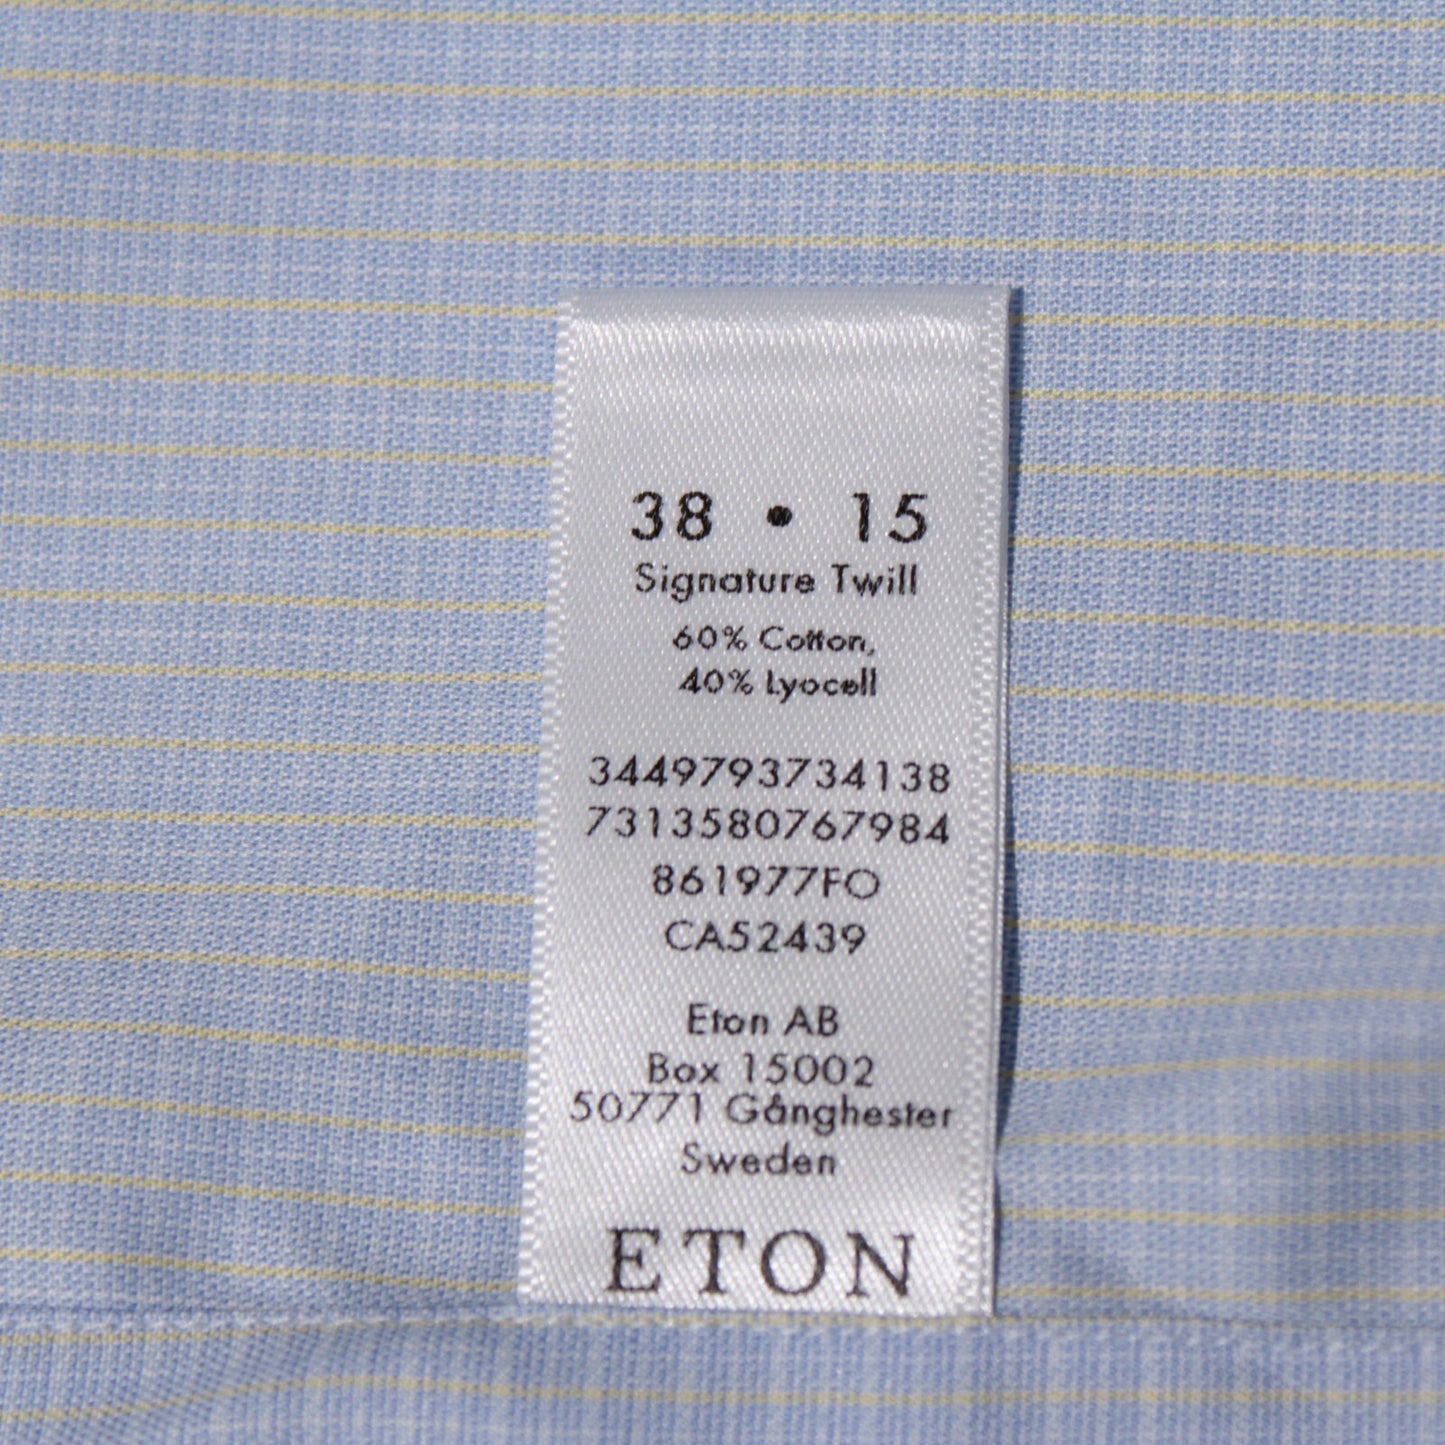 38 • 15
Signature Twill
60% Cotton,
40% Lyocell
3449793734138
7313580767984
861977FO
CA52439
Eton AB
Box 15002
50771 Gånghester
Sweden
ETON